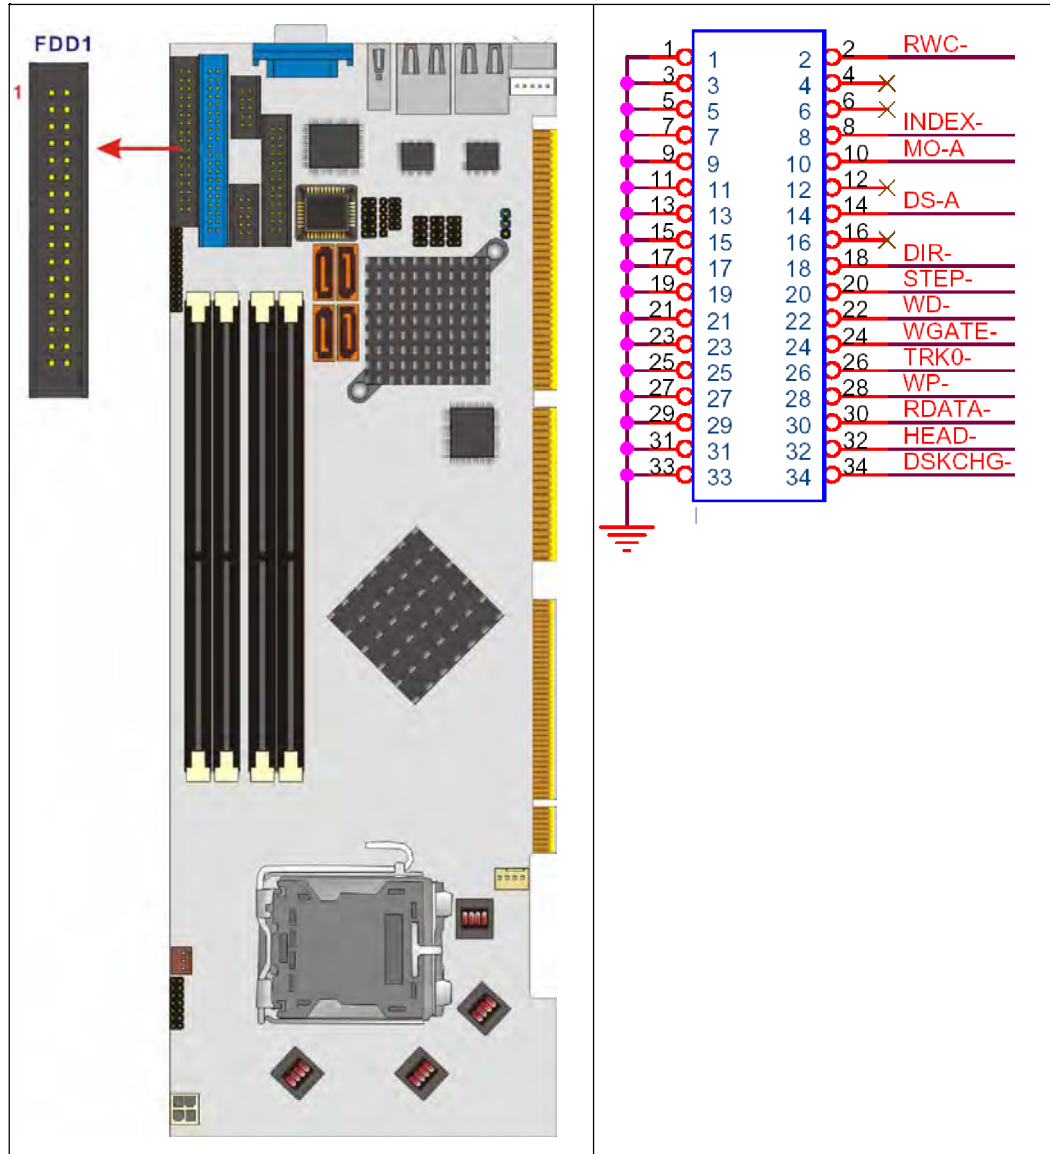 FDD1
1
1 1 2 2 RWC-
3 3 4 4
5 5 6 6
7 7 8 8 INDEX-
9 9 10 10 MO-A
11 11 12 12
13 13 14 14 DS-A
15 15 16 16
17 17 18 18 DIR-
19 19 20 20 STEP-
21 21 22 22 WD-
23 23 24 24 WGATE-
25 25 26 26 TRK0-
27 27 28 28 WP-
29 29 30 30 RDATA-
31 31 32 32 HEAD-
33 33 34 34 DSKCHG-